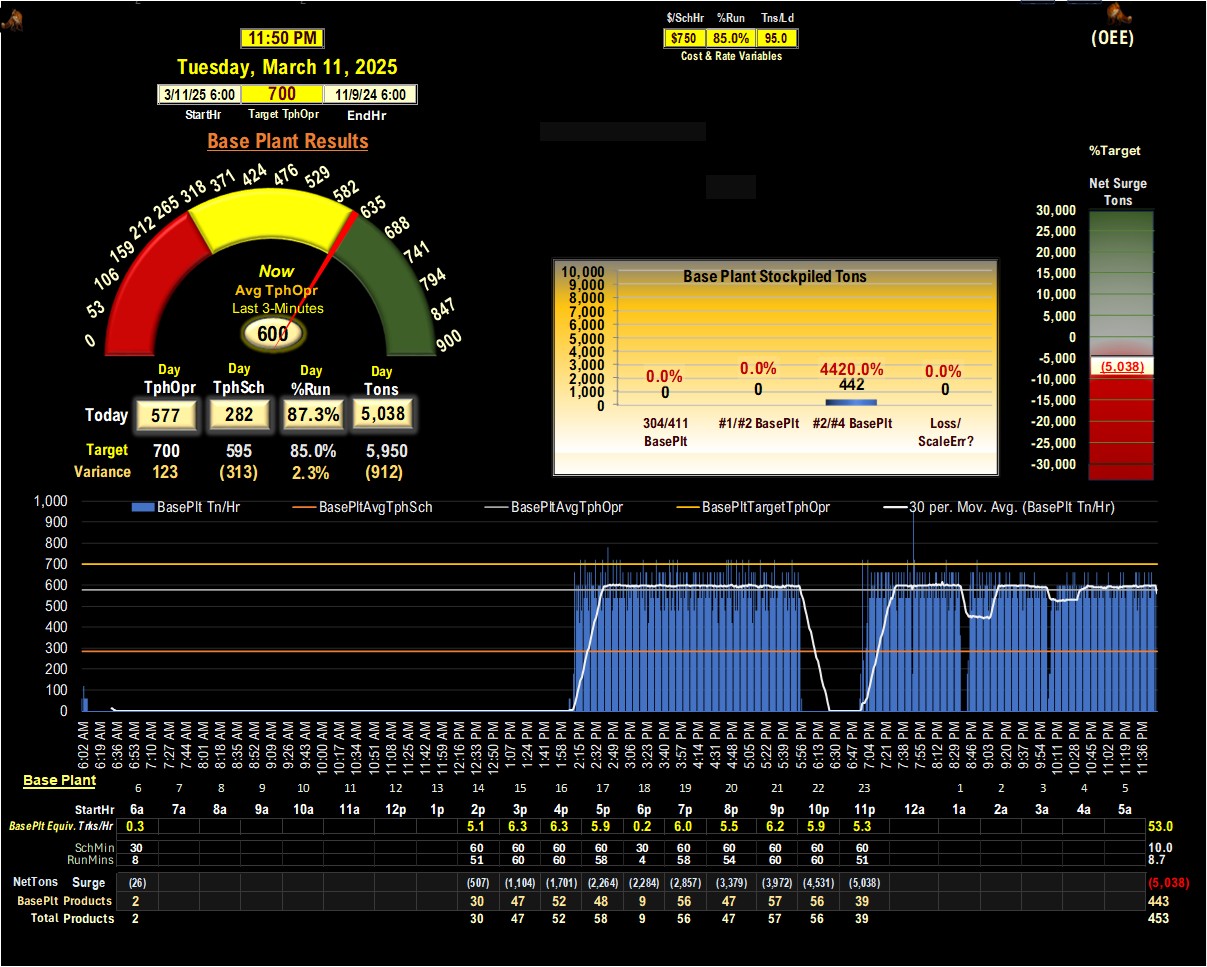 $/SchHr %Run Tns/Ld
$750 85.0% 95.0
Cost & Rate Variables
(OEE)
11:50 PM
Tuesday, March 11, 2025
3/11/25 6:00 700 11/9/24 6:00
StartHr Target TphOpr EndHr
Base Plant Results
0 53 106 159 212 265 318 371 424 476 529 582 635 688 741 794 847 900
Now
Avg TphOpr
Last 3-Minutes
600
Day Day Day Day
TphOpr TphSch %Run Tons
Today 577 282 87.3% 5,038
Target 700 595 85.0% 5,950
Variance 123 (313) 2.3% (912)
Base Plant Stockpiled Tons
10,000
9,000
8,000
7,000
6,000
5,000
4,000
3,000
2,000
1,000
0
0.0% 0.0% 4420.0% 0.0%
0 0 442 0
304/411 BasePlt
#1/#2 BasePlt
#2/#4 BasePlt
Loss/ ScaleErr?
%Target
Net Surge
Tons
30,000
25,000
20,000
15,000
10,000
5,000
0
-5,000
-10,000
-15,000
-20,000
-25,000
-30,000
(5,038)
BasePlt Tn/Hr BasePltAvgTphSch BasePltAvgTphOpr BasePltTargetTphOpr 30 per. Mov. Avg. (BasePlt Tn/Hr)
1,000
900
800
700
600
500
400
300
200
100
0
6:02 AM 6:19 AM 6:36 AM 6:53 AM 7:10 AM 7:27 AM 7:44 AM 8:01 AM 8:18 AM 8:35 AM 8:52 AM 9:09 AM 9:26 AM 9:43 AM 10:00 AM 10:17 AM 10:34 AM 10:51 AM 11:08 AM 11:25 AM 11:42 AM 11:59 AM 12:16 PM 12:33 PM 12:50 PM 1:07 PM 1:24 PM 1:41 PM 1:58 PM 2:15 PM 2:32 PM 2:49 PM 3:06 PM 3:23 PM 3:40 PM 3:57 PM 4:14 PM 4:31 PM 4:48 PM 5:05 PM 5:22 PM 5:39 PM 5:56 PM 6:13 PM 6:30 PM 6:47 PM 7:04 PM 7:21 PM 7:38 PM 7:55 PM 8:12 PM 8:29 PM 8:46 PM 9:03 PM 9:20 PM 9:37 PM 9:54 PM 10:11 PM 10:28 PM 10:45 PM 11:02 PM 11:19 PM 11:36 PM
Base Plant
6 7 8 9 10 11 12 13 14 15 16 17 18 19 20 21 22 23 1 2 3 4 5
StartHr 6a 7a 8a 9a 10a 11a 12p 1p 2p 3p 4p 5p 6p 7p 8p 9p 10p 11p 12a 1a 2a 3a 4a 5a
BasePlt Equiv. Trks/Hr 0.3 5.1 6.3 6.3 5.9 0.2 6.0 5.5 6.2 5.9 5.3 53.0
SchMin 30 60 60 60 60 30 60 60 60 60 60 10.0
RunMins 8 51 60 60 58 4 58 54 60 60 51 8.7
NetTons Surge (26) (507) (1,104) (1,701) (2,264) (2,284) (2,857) (3,379) (3,972) (4,531) (5,038) (5,038)
BasePlt Products 2 30 47 52 48 9 56 47 57 56 39 443
Total Products 2 30 47 52 58 9 56 47 57 56 39 453